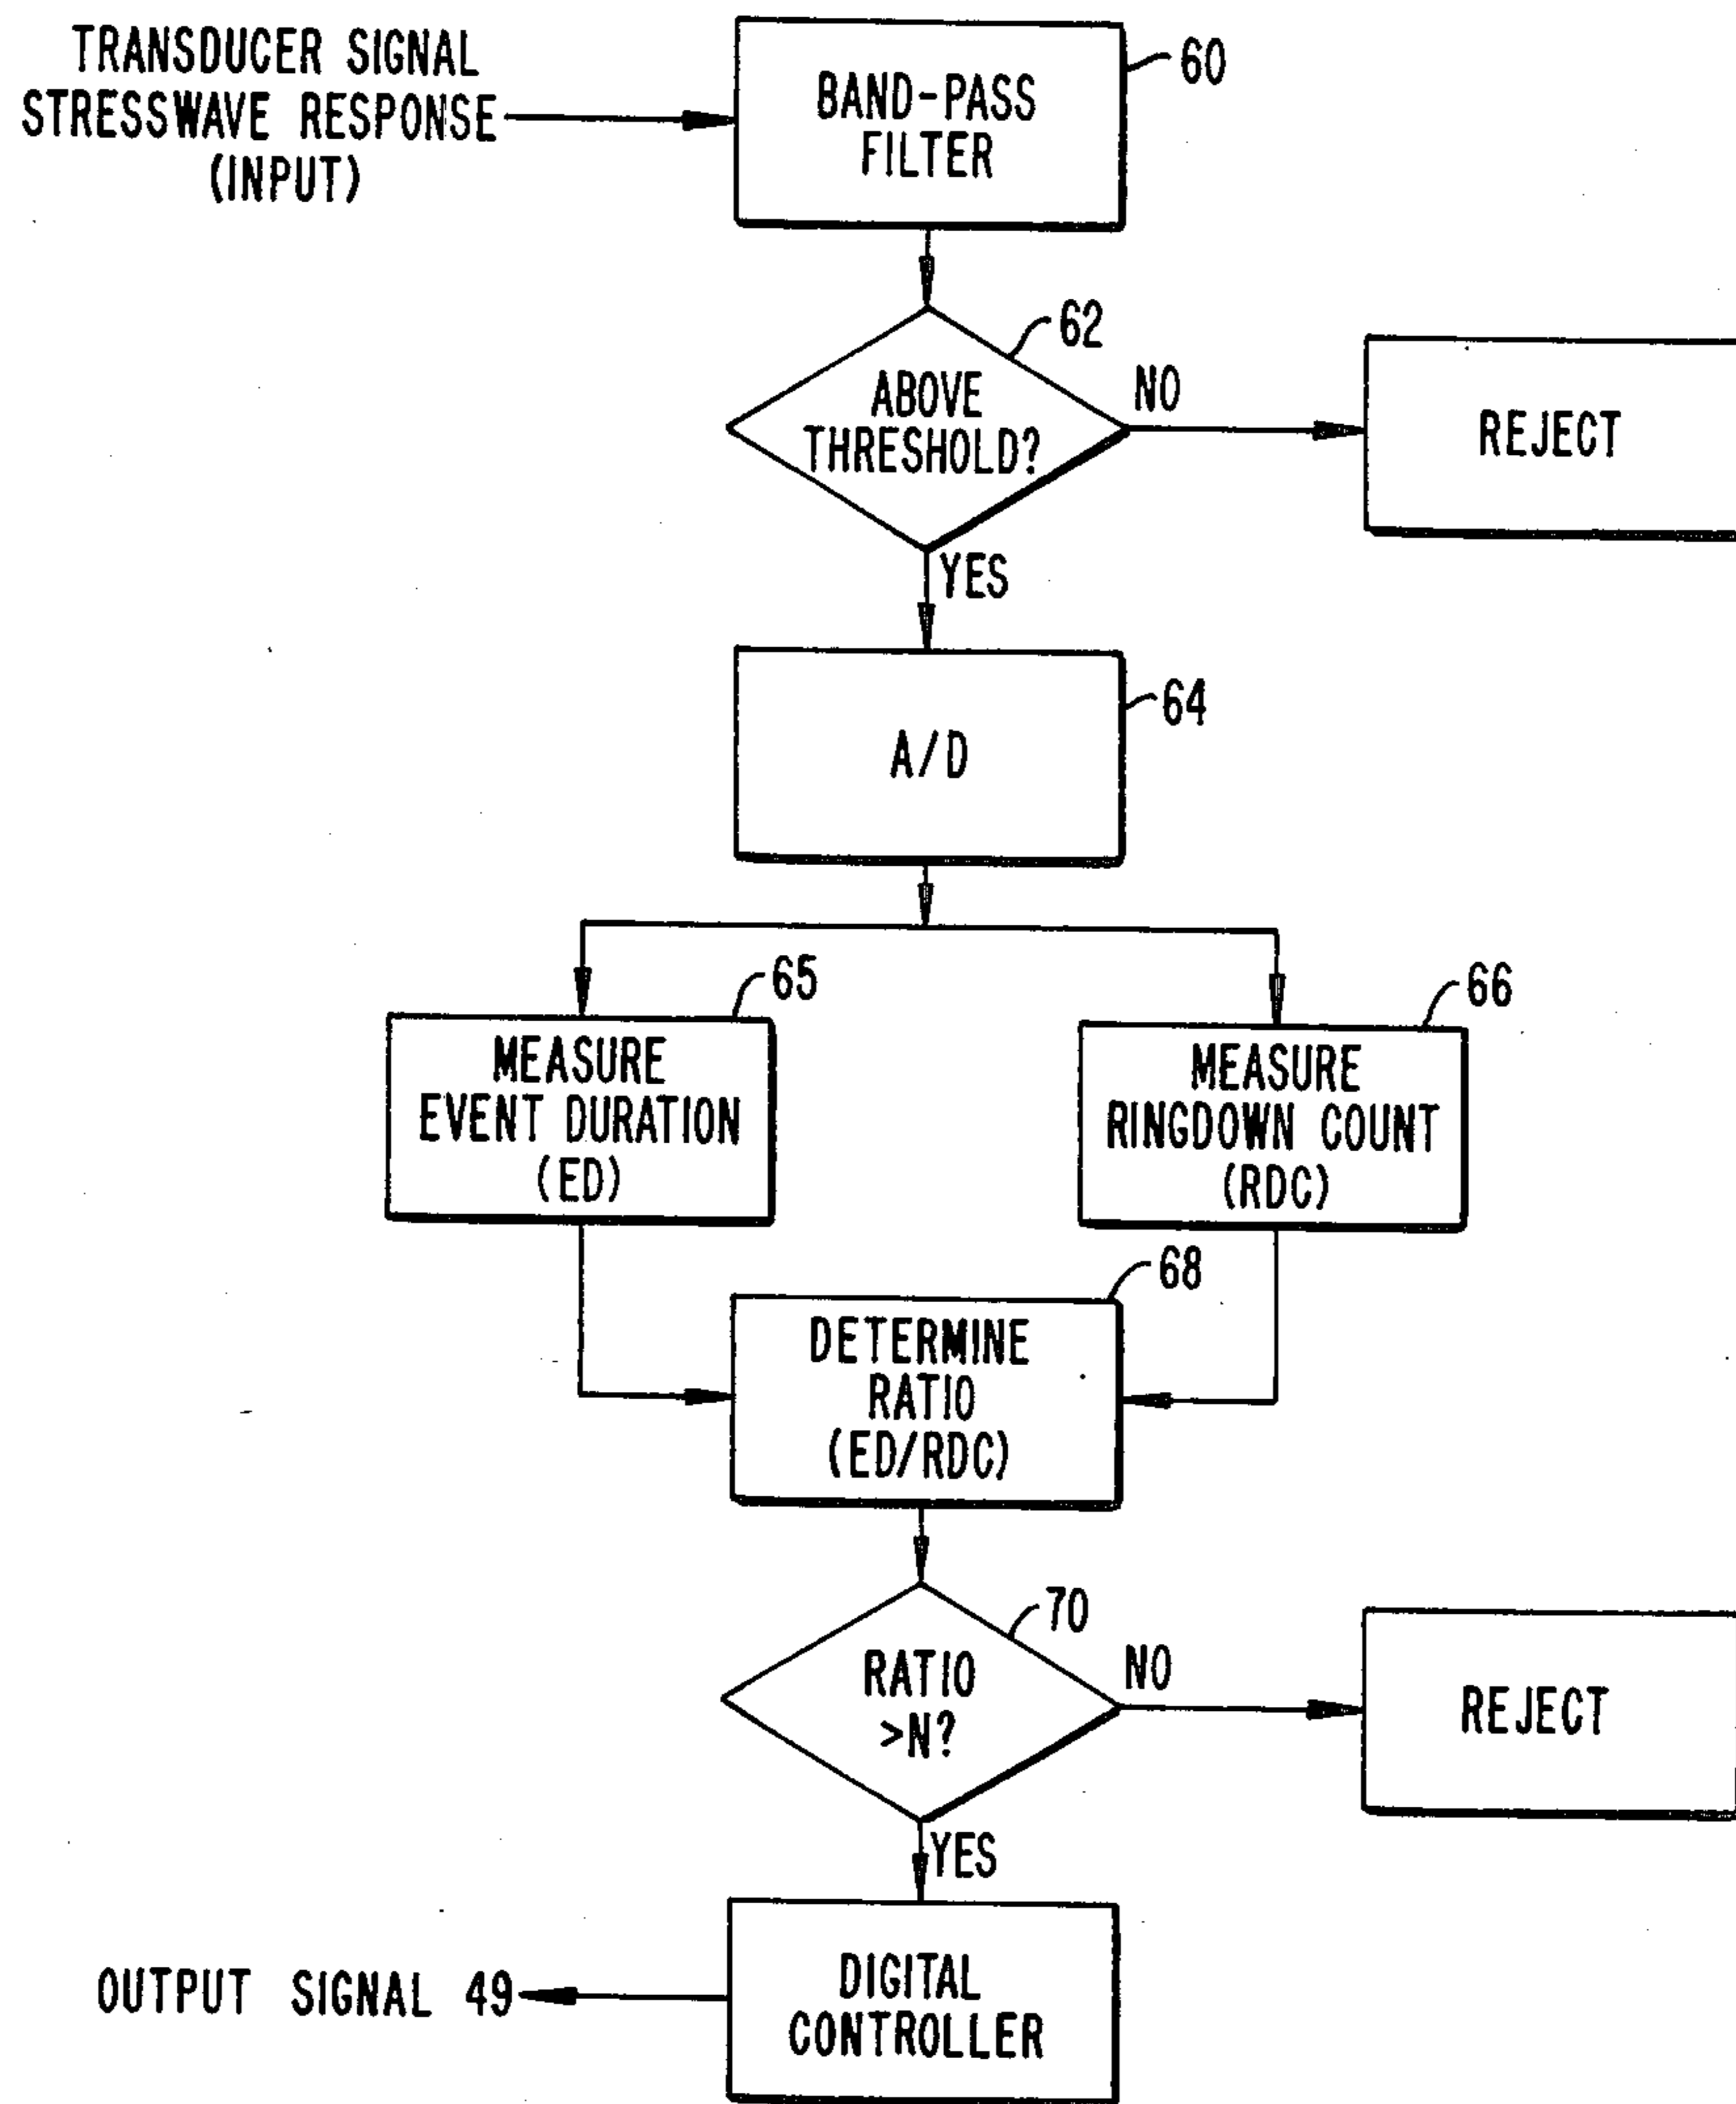 TRANSDUCER SIGNAL
STRESSWAVE RESPONSE
(INPUT)
BAND-PASS
FILTER
60
62
ABOVE
THRESHOLD?
NO
REJECT
YES
64
A/D
65
MEASURE
EVENT DURATION
(ED)
66
MEASURE
RINGDOWN COUNT
(RDC)
68
DETERMINE
RATIO
(ED/RDC)
70
RATIO
>N?
NO
REJECT
YES
DIGITAL
CONTROLLER
OUTPUT SIGNAL 49